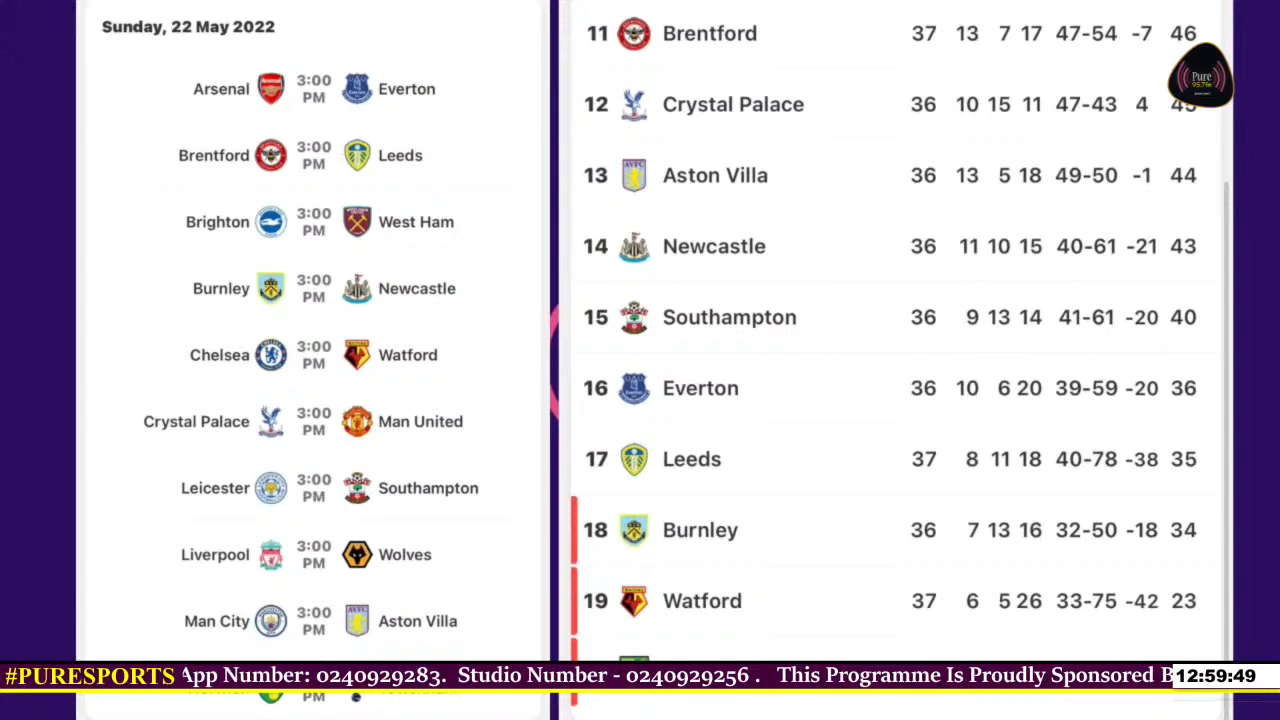 Sunday, 22 May 2022
Arsenal 3:00 PM Everton
Brentford 3:00 PM Leeds
Brighton 3:00 PM West Ham
Burnley 3:00 PM Newcastle
Chelsea 3:00 PM Watford
Crystal Palace 3:00 PM Man United
Leicester 3:00 PM Southampton
Liverpool 3:00 PM Wolves
Man City 3:00 PM Aston Villa
PM
11 Brentford 37 13 7 17 47-54 -7 46
12 Crystal Palace 36 10 15 11 47-43 4
13 Aston Villa 36 13 5 18 49-50 -1 44
14 Newcastle 36 11 10 15 40-61 -21 43
15 Southampton 36 9 13 14 41-61 -20 40
16 Everton 36 10 6 20 39-59 -20 36
17 Leeds 37 8 11 18 40-78 -38 35
18 Burnley 36 7 13 16 32-50 -18 34
19 Watford 37 6 5 26 33-75 -42 23
Pure
95.7fm
#PURESPORTS App Number: 0240929283. Studio Number - 0240929256 . This Programme Is Proudly Sponsored B 12:59:49